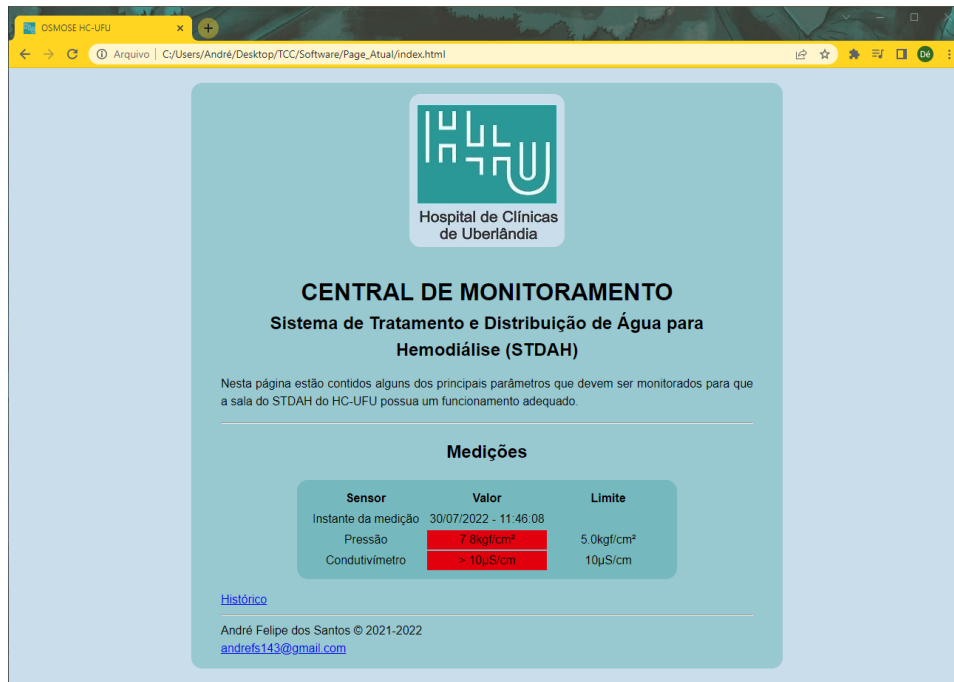 OSMOSE HC-UFU
Arquivo | C:/Users/André/Desktop/TCC/Software/Page_Atual/index.html
Dé
Hospital de Clínicas
de Uberlândia
CENTRAL DE MONITORAMENTO
Sistema de Tratamento e Distribuição de Água para
Hemodiálise (STDAH)
Nesta página estão contidos alguns dos principais parâmetros que devem ser monitorados para que
a sala do STDAH do HC-UFU possua um funcionamento adequado.
Medições
Sensor Valor Limite
Instante da medição 30/07/2022 - 11:46:08
Pressão 7.8kgf/cm² 5.0kgf/cm²
Condutivímetro > 10µS/cm 10µS/cm
Histórico
André Felipe dos Santos © 2021-2022
andrefs143@gmail.com